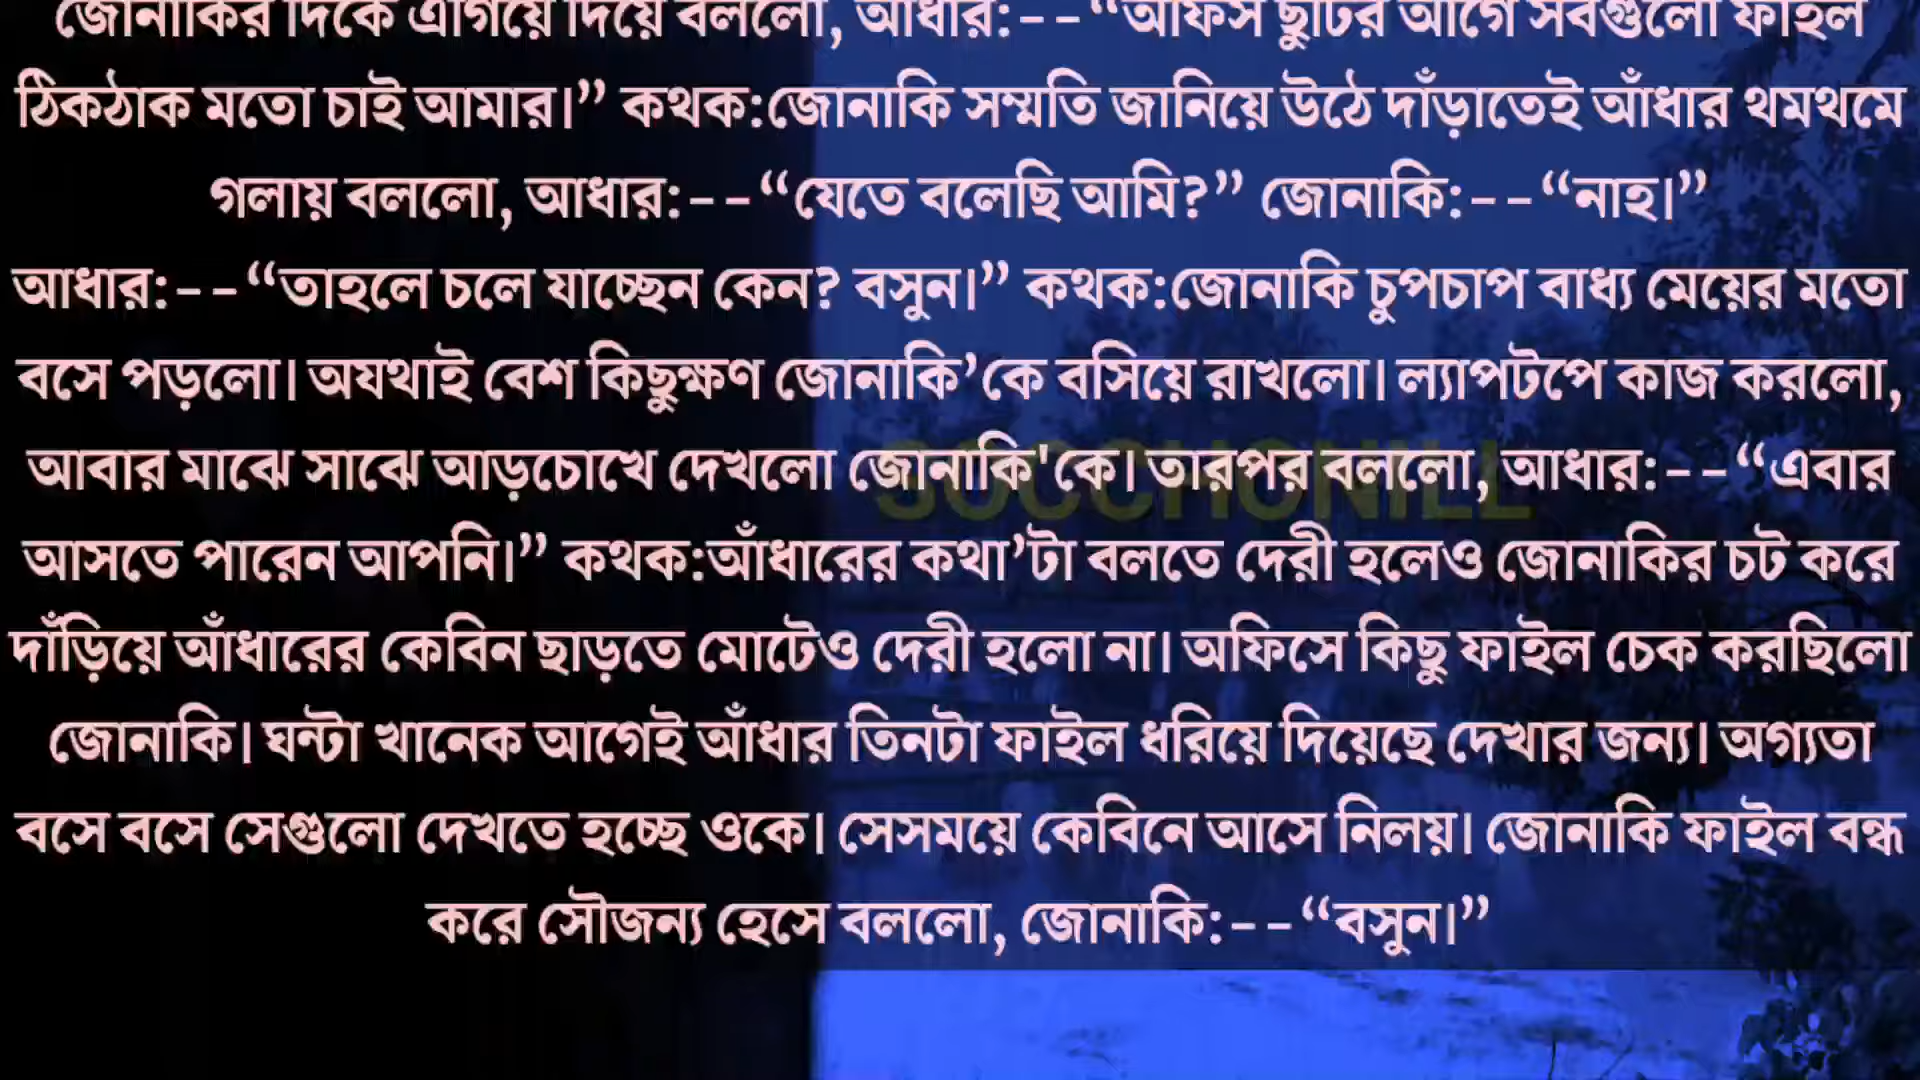 জোনাকির দিকে এগিয়ে দিয়ে বললো, আধার:--“অফিস ছুটির আগে সবগুলো ফাইল
ঠিকঠাক মতো চাই আমার।” কথক:জোনাকি সম্মতি জানিয়ে উঠে দাঁড়াতেই আঁধার থমথমে
গলায় বললো, আধার:--“যেতে বলেছি আমি?” জোনাকি:--“নাহ।”
আধার:--“তাহলে চলে যাচ্ছেন কেন? বসুন।” কথক:জোনাকি চুপচাপ বাধ্য মেয়ের মতো
বসে পড়লো। অযথাই বেশ কিছুক্ষণ জোনাকি’কে বসিয়ে রাখলো। ল্যাপটপে কাজ করলো,
আবার মাঝে সাঝে আড়চোখে দেখলো জোনাকি'কে। তারপর বললো, আধার:--“এবার
SOCCHONILL
আসতে পারেন আপনি।” কথক:আঁধারের কথা’টা বলতে দেরী হলেও জোনাকির চট করে
দাঁড়িয়ে আঁধারের কেবিন ছাড়তে মোটেও দেরী হলো না। অফিসে কিছু ফাইল চেক করছিলো
জোনাকি। ঘন্টা খানেক আগেই আঁধার তিনটা ফাইল ধরিয়ে দিয়েছে দেখার জন্য। অগ্যতা
বসে বসে সেগুলো দেখতে হচ্ছে ওকে। সেসময়ে কেবিনে আসে নিলয়। জোনাকি ফাইল বন্ধ
করে সৌজন্য হেসে বললো, জোনাকি:--“বসুন।”